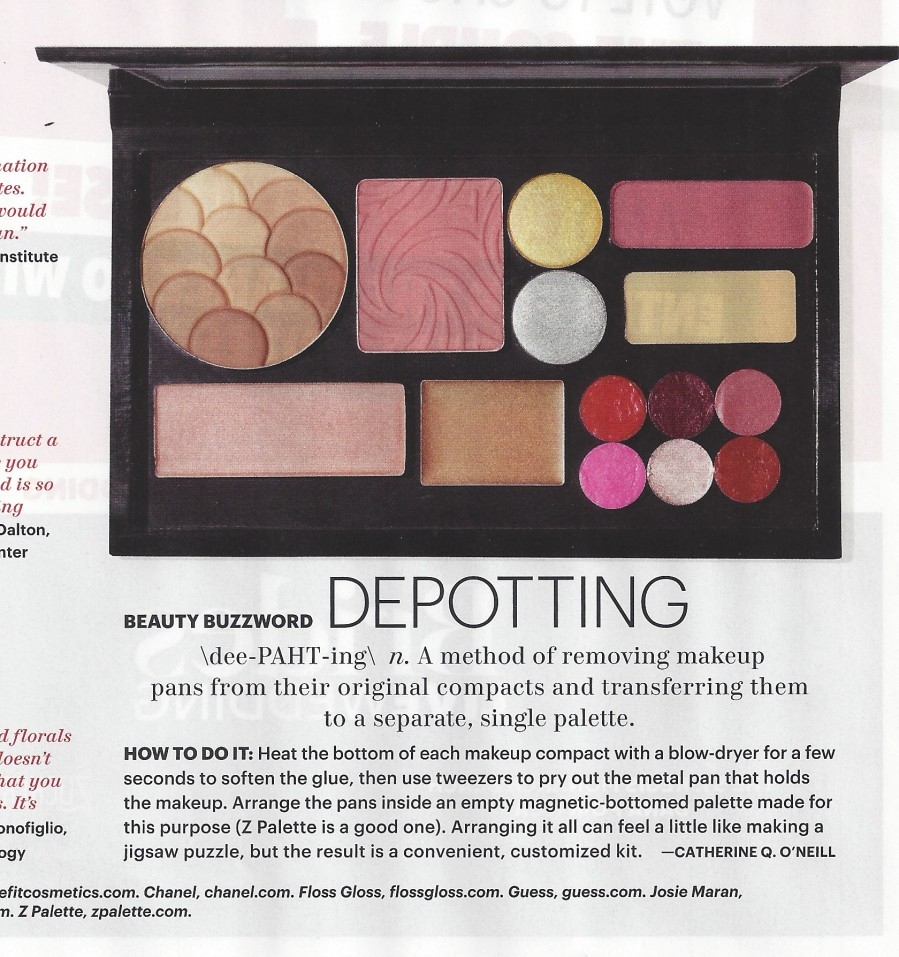 nation
tes.
would
an."
nstitute
truct a
you
d is so
ing
Dalton,
nter
d florals
doesn't
hat you
s. It's
onofiglio,
ogy
BEAUTY BUZZWORD DEPOTTING
\dee-PAHT-ing\ n. A method of removing makeup
pans from their original compacts and transferring them
to a separate, single palette.
HOW TO DO IT: Heat the bottom of each makeup compact with a blow-dryer for a few
seconds to soften the glue, then use tweezers to pry out the metal pan that holds
the makeup. Arrange the pans inside an empty magnetic-bottomed palette made for
this purpose (Z Palette is a good one). Arranging it all can feel a little like making a
jigsaw puzzle, but the result is a convenient, customized kit. —CATHERINE Q. O'NEILL
efitcosmetics.com. Chanel, chanel.com. Floss Gloss, flossgloss.com. Guess, guess.com. Josie Maran,
m. Z Palette, zpalette.com.